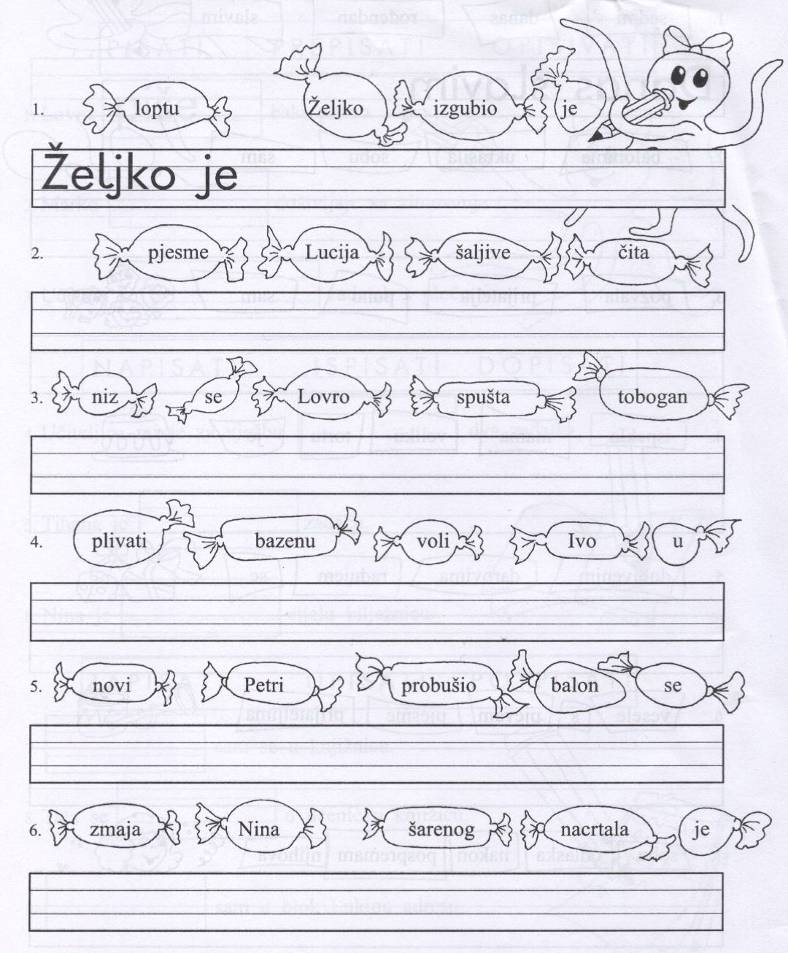 1. loptu Željko izgubio je
Željko je
2. pjesme Lucija šaljive čita
3. niz se Lovro spušta tobogan
4. plivati bazenu voli Ivo u
5. novi Petri probušio balon se
6. zmaja Nina šarenog nacrtala je